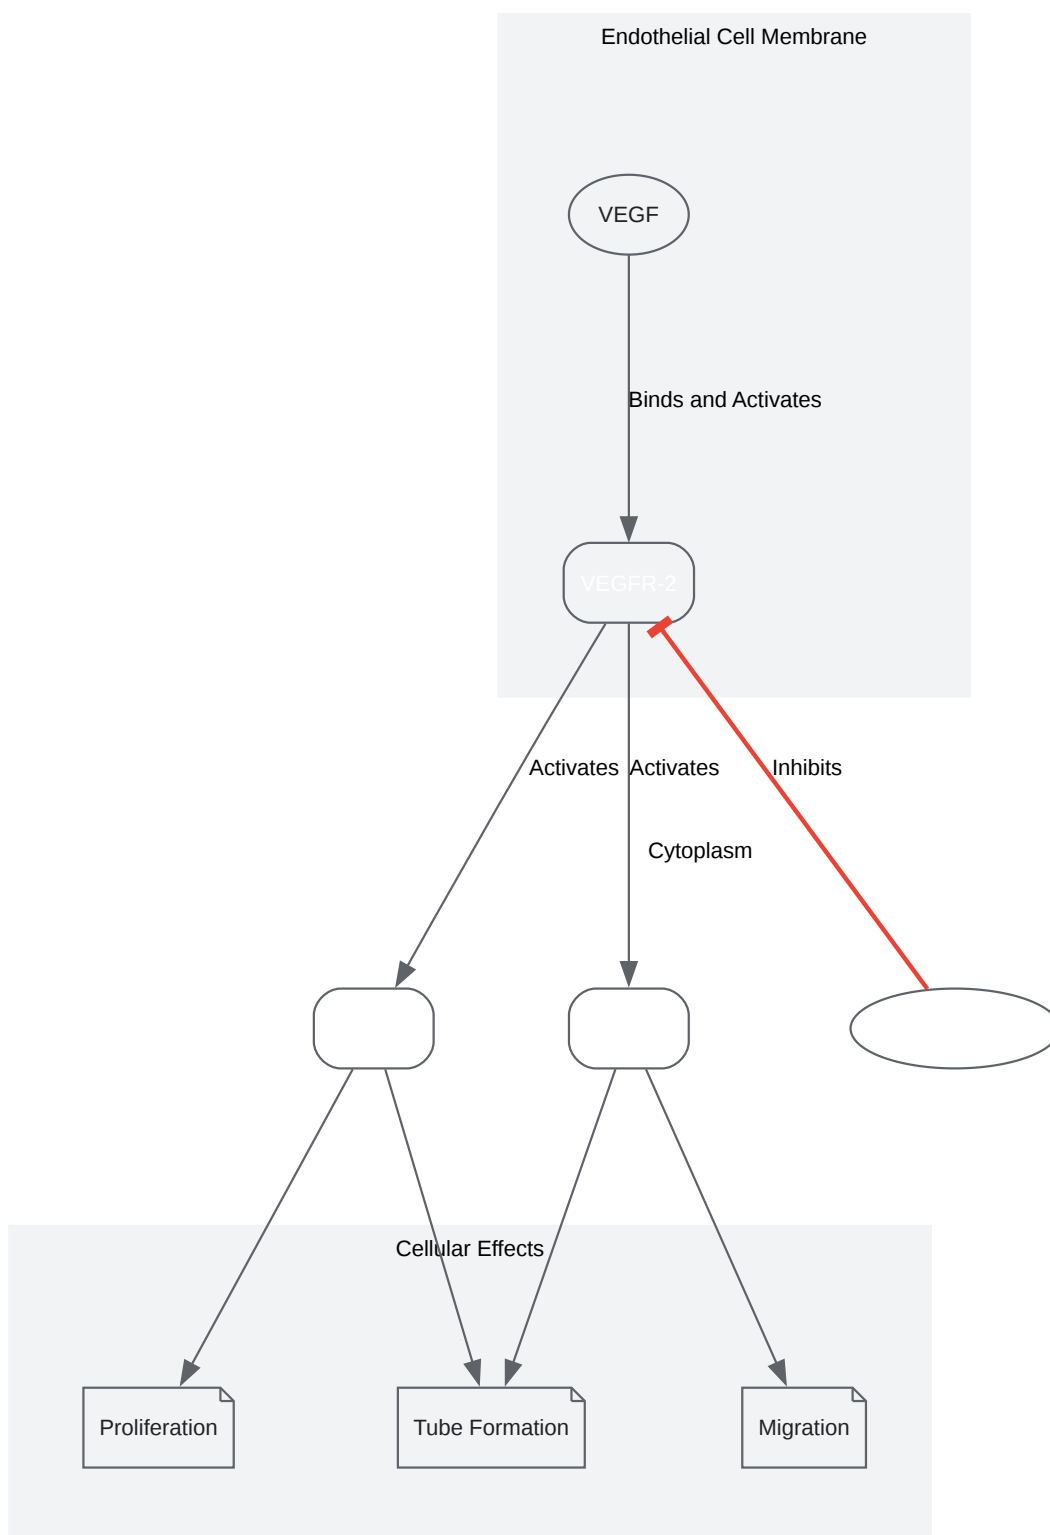 Endothelial Cell Membrane
VEGF
Binds and Activates
VEGFR-2
Activates
Activates
Inhibits
Cytoplasm
Cellular Effects
Proliferation
Tube Formation
Migration